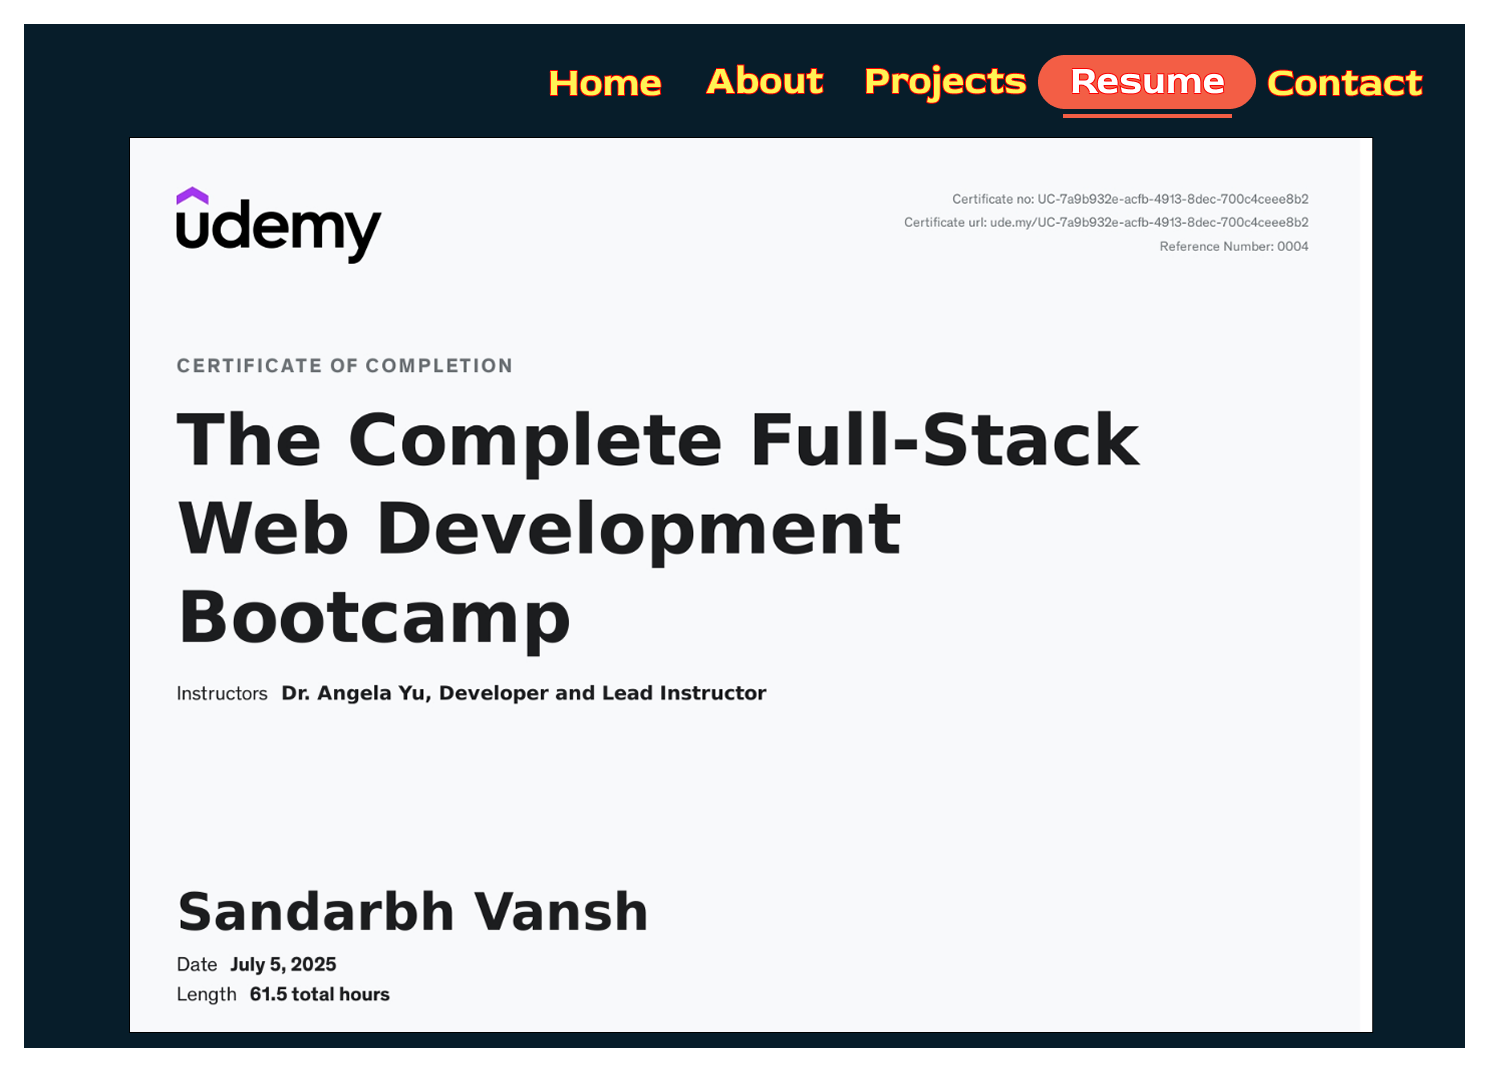 Home About Projects Resume Contact
udemy
Certificate no: UC-7a9b932e-acfb-4913-8dec-700c4ceee8b2
Certificate url: ude.my/UC-7a9b932e-acfb-4913-8dec-700c4ceee8b2
Reference Number: 0004
CERTIFICATE OF COMPLETION
The Complete Full-Stack
Web Development
Bootcamp
Instructors Dr. Angela Yu, Developer and Lead Instructor
Sandarbh Vansh
Date July 5, 2025
Length 61.5 total hours